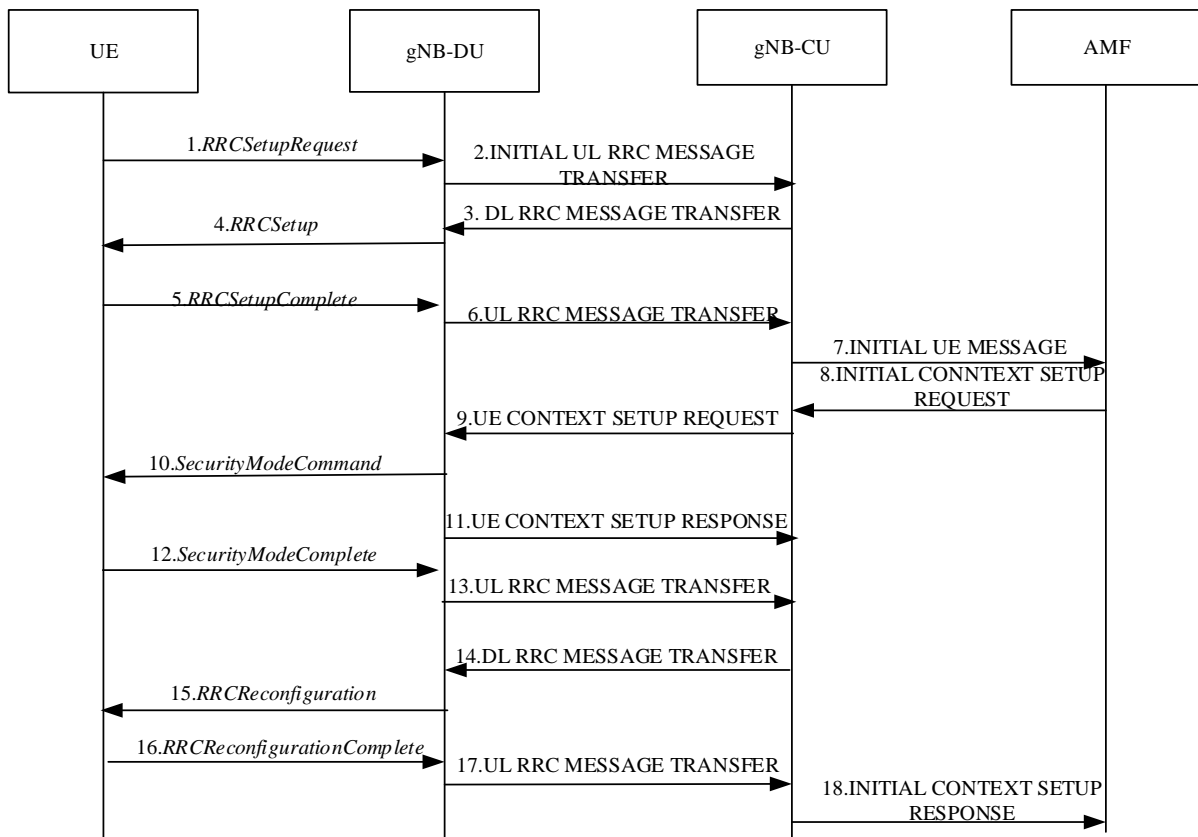 UE
gNB-DU
gNB-CU
AMF
1.RRCSetupRequest
2.INITIAL UL RRC MESSAGE
TRANSFER
3. DL RRC MESSAGE TRANSFER
4.RRCSetup
5.RRCSetupComplete
6.UL RRC MESSAGE TRANSFER
7.INITIAL UE MESSAGE
8.INITIAL CONNTEXT SETUP
REQUEST
9.UE CONTEXT SETUP REQUEST
10.SecurityModeCommand
11.UE CONTEXT SETUP RESPONSE
12.SecurityModeComplete
13.UL RRC MESSAGE TRANSFER
14.DL RRC MESSAGE TRANSFER
15.RRCReconfiguration
16.RRCReconfigurationComplete
17.UL RRC MESSAGE TRANSFER
18.INITIAL CONTEXT SETUP
RESPONSE